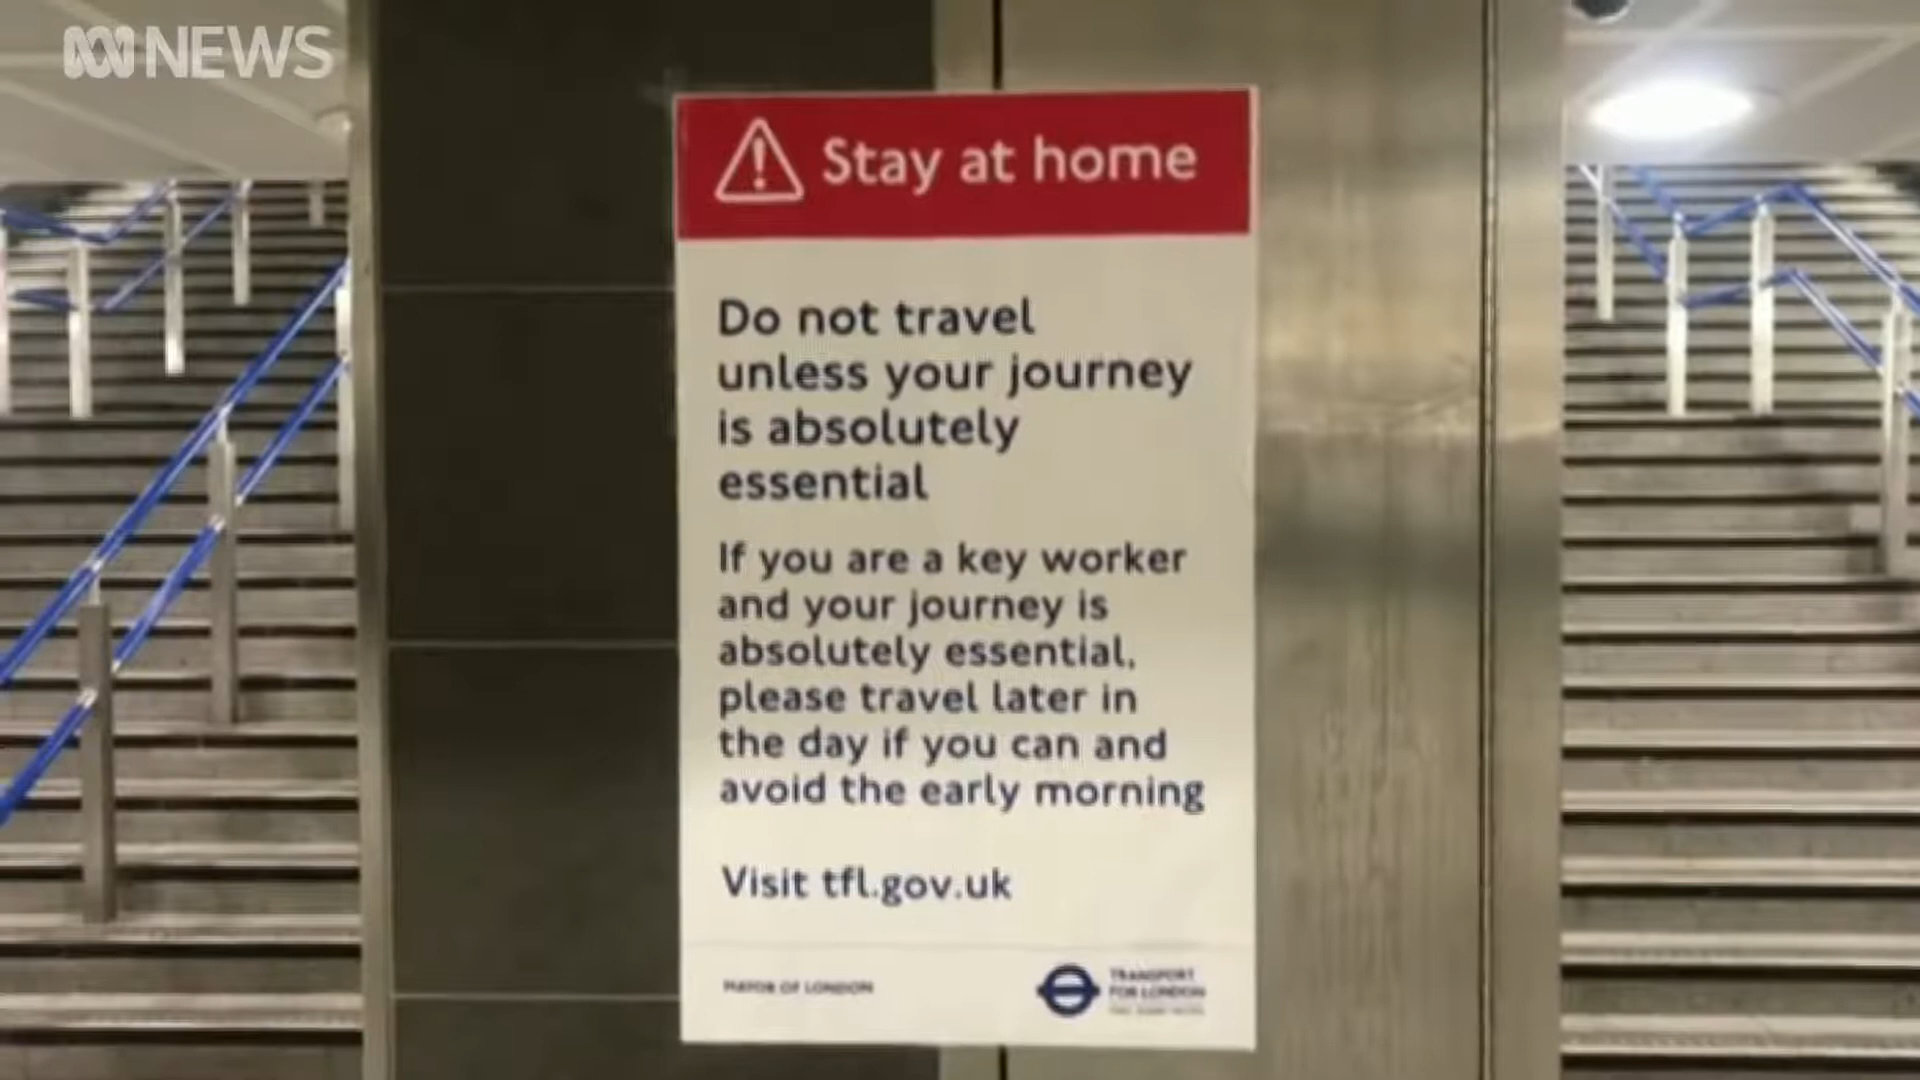 NEWS
Stay at home
Do not travel
unless your journey
is absolutely
essential
If you are a key worker
and your journey is
absolutely essential,
please travel later in
the day if you can and
avoid the early morning
Visit tfl.gov.uk
MAYOR OF LONDON
TRANSPORT
FOR LONDON